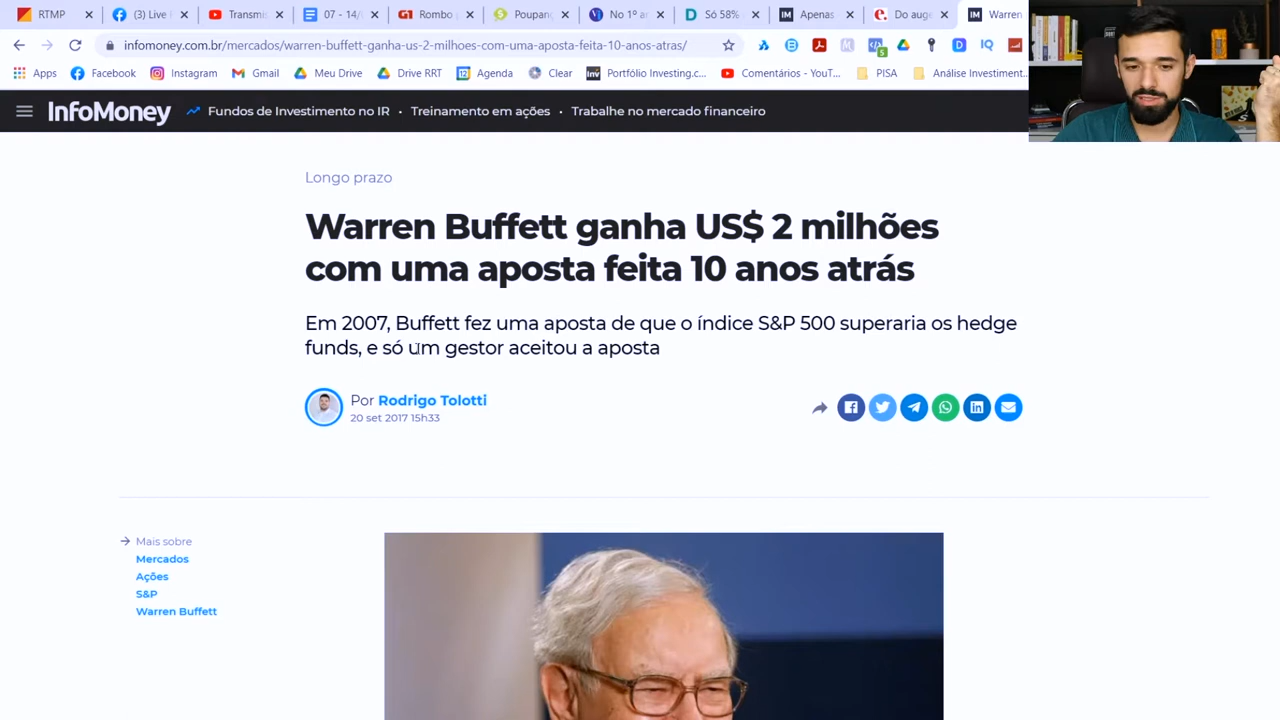 RTMP
(3) Live
Transmis
07 - 14/
Rombo
Poupan
No 1º a
Só 58%
Apenas
Do auge
Warren
infomoney.com.br/mercados/warren-buffett-ganha-us-2-milhoes-com-uma-aposta-feita-10-anos-atras/
5
Apps
Facebook
Instagram
Gmail
Meu Drive
Drive RRT
12 Agenda
Clear
Inv Portfólio Investing.c...
Comentários - YouT...
PISA
Análise Investiment...
InfoMoney
Fundos de Investimento no IR • Treinamento em ações • Trabalhe no mercado financeiro
Longo prazo
Warren Buffett ganha US$ 2 milhões
com uma aposta feita 10 anos atrás
Em 2007, Buffett fez uma aposta de que o índice S&P 500 superaria os hedge
funds, e só um gestor aceitou a aposta
Por Rodrigo Tolotti
20 set 2017 15h33
Mais sobre
Mercados
Ações
S&P
Warren Buffett